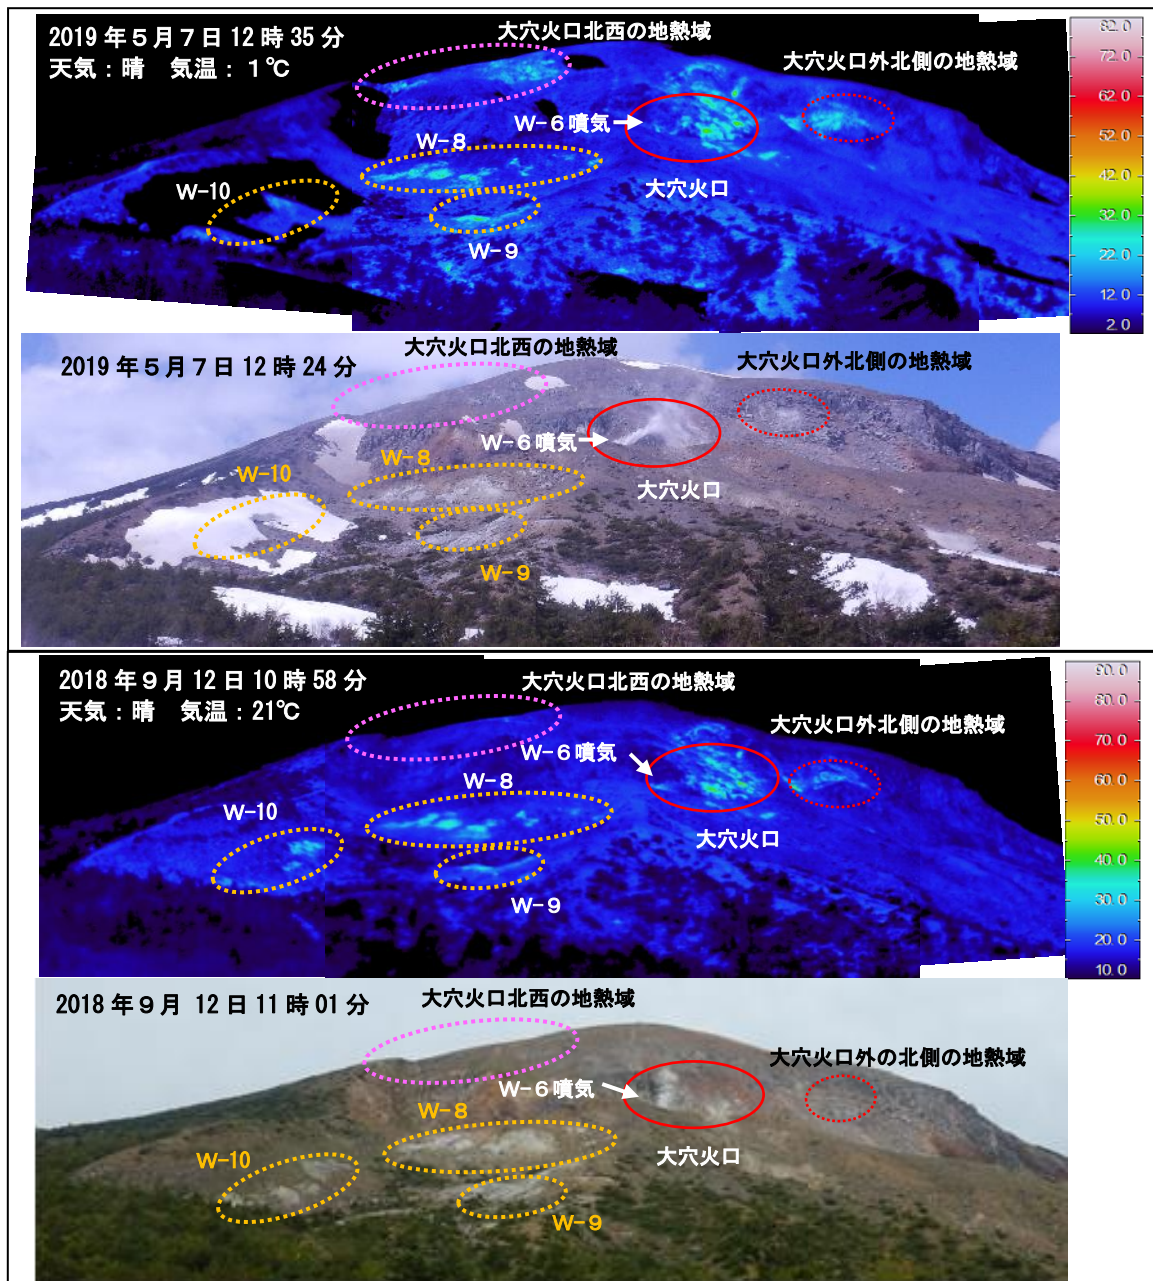 2019年5月7日12時35分
天気：晴　気温：1℃
大穴火口北西の地熱域
大穴火口外北側の地熱域
W-6噴気
W-8
大穴火口
W-10
W-9
82.0
72.0
62.0
52.0
42.0
32.0
22.0
12.0
2.0
2019年5月7日12時24分
大穴火口北西の地熱域
大穴火口外北側の地熱域
W-6噴気
W-8
W-10
大穴火口
W-9
2018年9月12日10時58分
天気：晴　気温：21℃
大穴火口北西の地熱域
大穴火口外北側の地熱域
W-6噴気
W-8
W-10
大穴火口
W-9
90.0
80.0
70.0
60.0
50.0
40.0
30.0
20.0
10.0
2018年9月 12日11時01分
大穴火口北西の地熱域
大穴火口外の北側の地熱域
W-6噴気
W-8
W-10
大穴火口
W-9